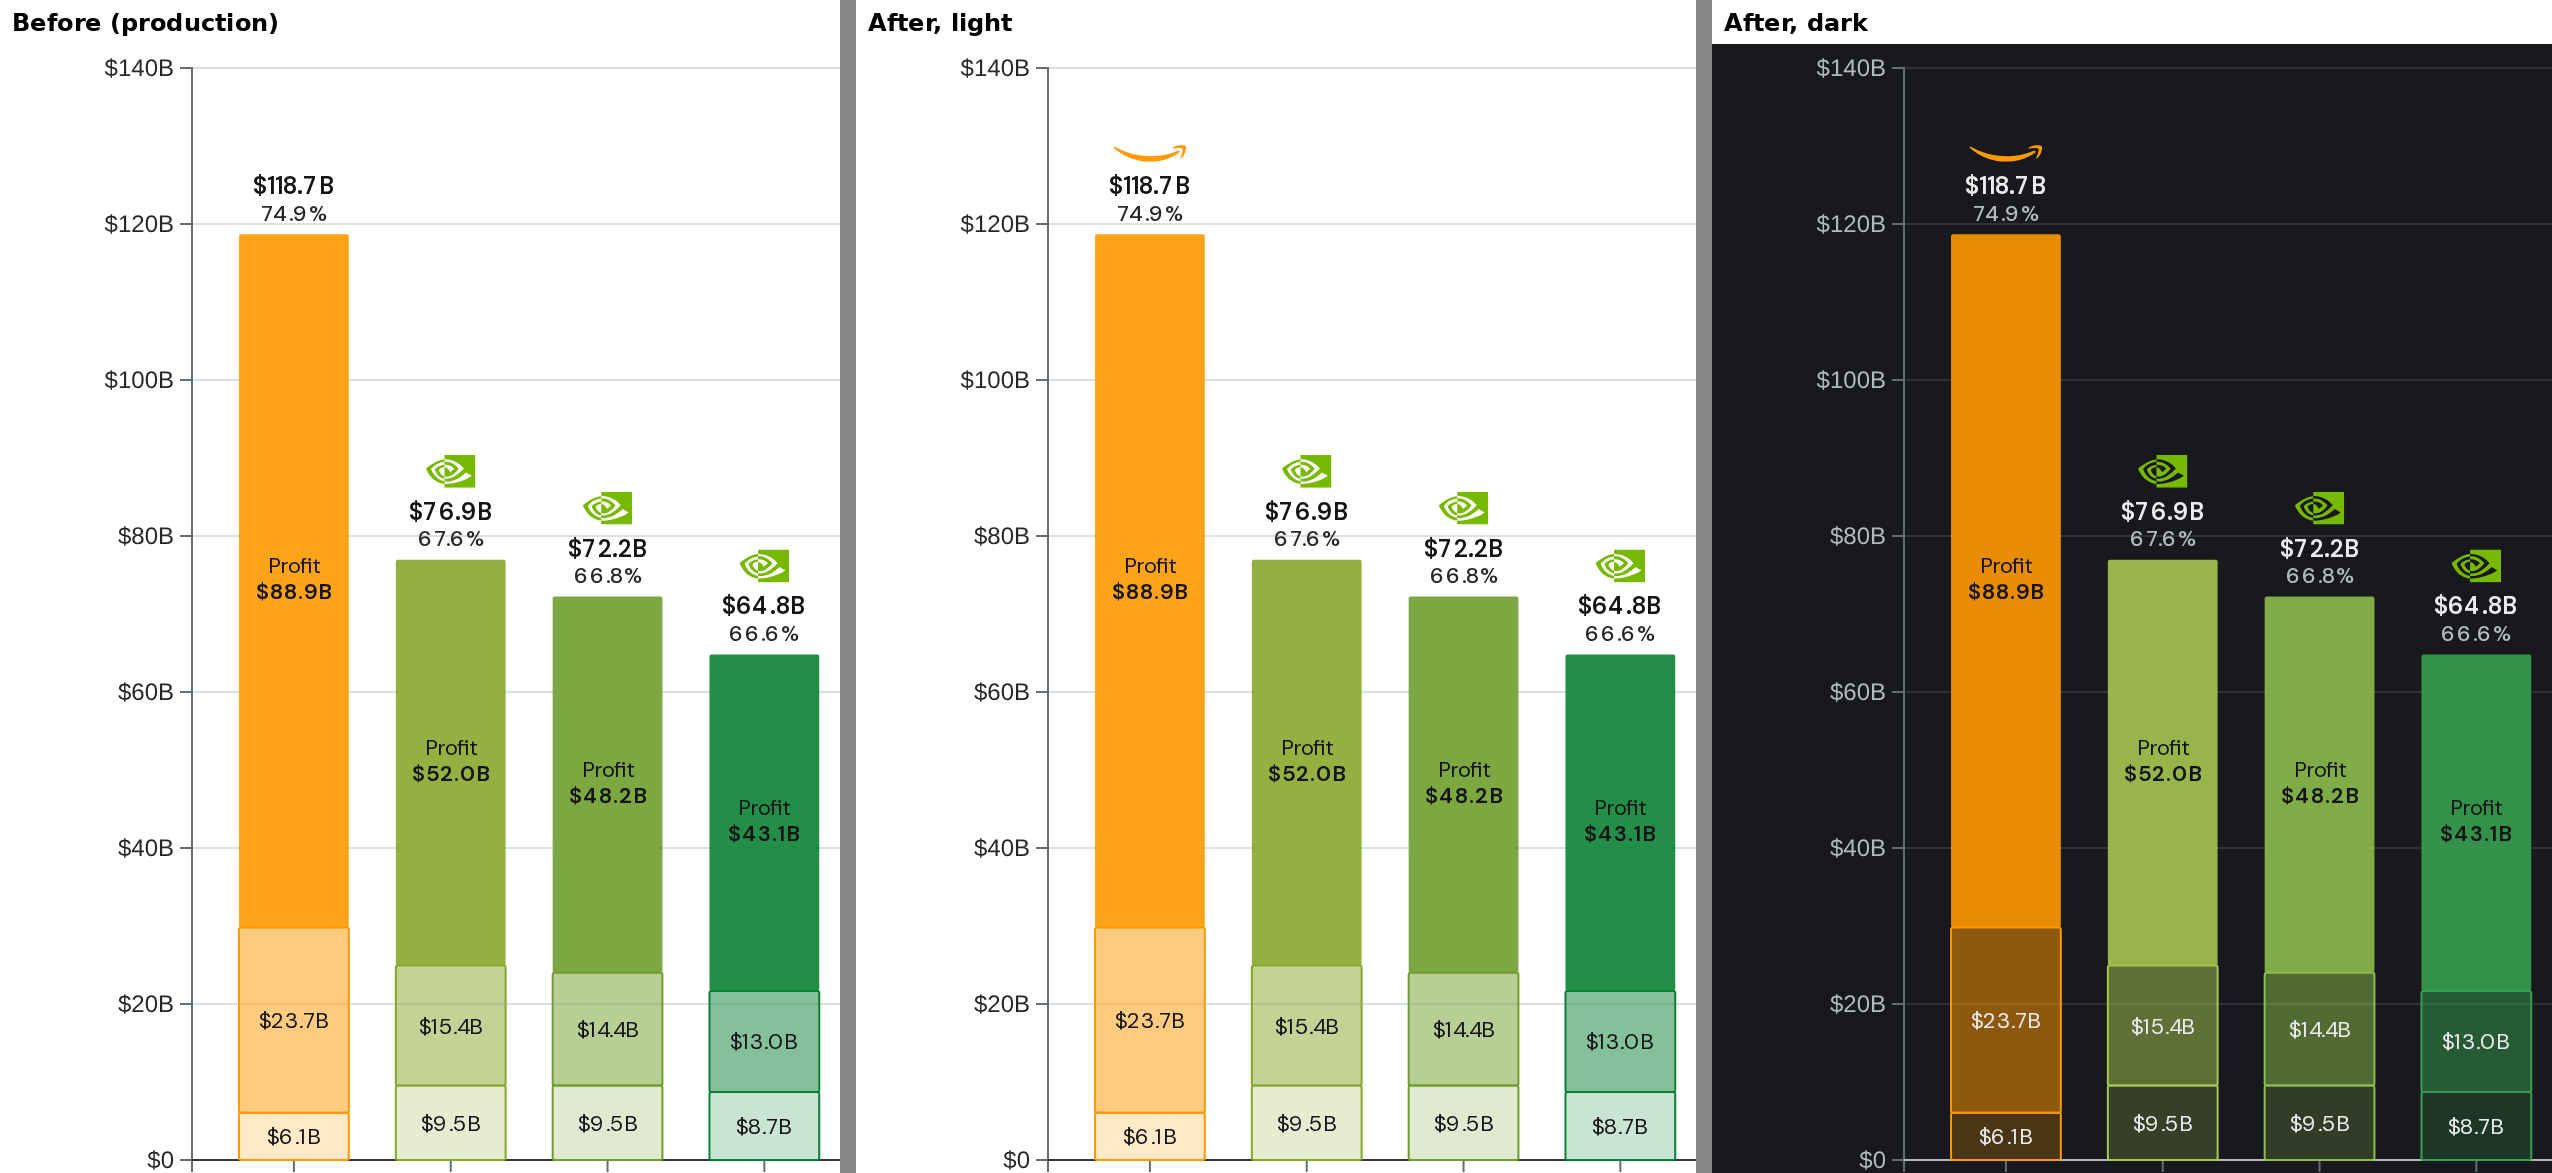 Before (production)
$140B
$120B
$100B
$80B
$60B
$40B
$20B
$0
$118.7B
74.9%
Profit
$88.9B
$23.7B
$6.1B
$76.9B
67.6%
Profit
$52.0B
$15.4B
$9.5B
$72.2B
66.8%
Profit
$48.2B
$14.4B
$9.5B
$64.8B
66.6%
Profit
$43.1B
$13.0B
$8.7B
After, light
$140B
$120B
$100B
$80B
$60B
$40B
$20B
$0
$118.7B
74.9%
Profit
$88.9B
$23.7B
$6.1B
$76.9B
67.6%
Profit
$52.0B
$15.4B
$9.5B
$72.2B
66.8%
Profit
$48.2B
$14.4B
$9.5B
$64.8B
66.6%
Profit
$43.1B
$13.0B
$8.7B
After, dark
$140B
$120B
$100B
$80B
$60B
$40B
$20B
$0
$118.7B
74.9%
Profit
$88.9B
$23.7B
$6.1B
$76.9B
67.6%
Profit
$52.0B
$15.4B
$9.5B
$72.2B
66.8%
Profit
$48.2B
$14.4B
$9.5B
$64.8B
66.6%
Profit
$43.1B
$13.0B
$8.7B